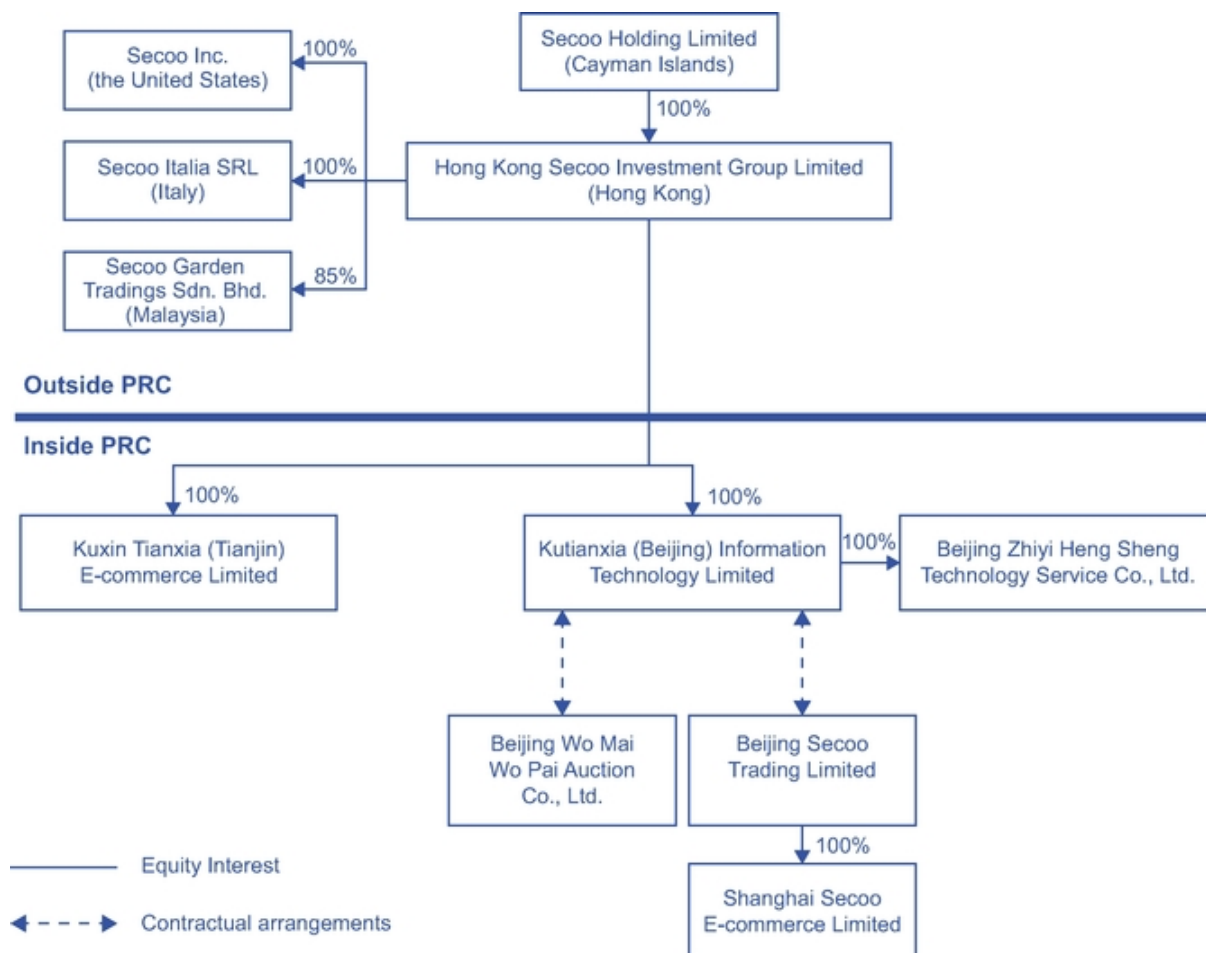 Secoo Holding Limited
(Cayman Islands)
Secoo Inc.
(the United States)
100%
100%
Secoo Italia SRL
(Italy)
100%
Hong Kong Secoo Investment Group Limited
(Hong Kong)
Secoo Garden
Tradings Sdn. Bhd.
(Malaysia)
85%
Outside PRC
Inside PRC
100%
100%
Kuxin Tianxia (Tianjin)
E-commerce Limited
Kutianxia (Beijing) Information
Technology Limited
100%
Beijing Zhiyi Heng Sheng
Technology Service Co., Ltd.
Beijing Wo Mai
Wo Pai Auction
Co., Ltd.
Beijing Secoo
Trading Limited
100%
Shanghai Secoo
E-commerce Limited
Equity Interest
Contractual arrangements